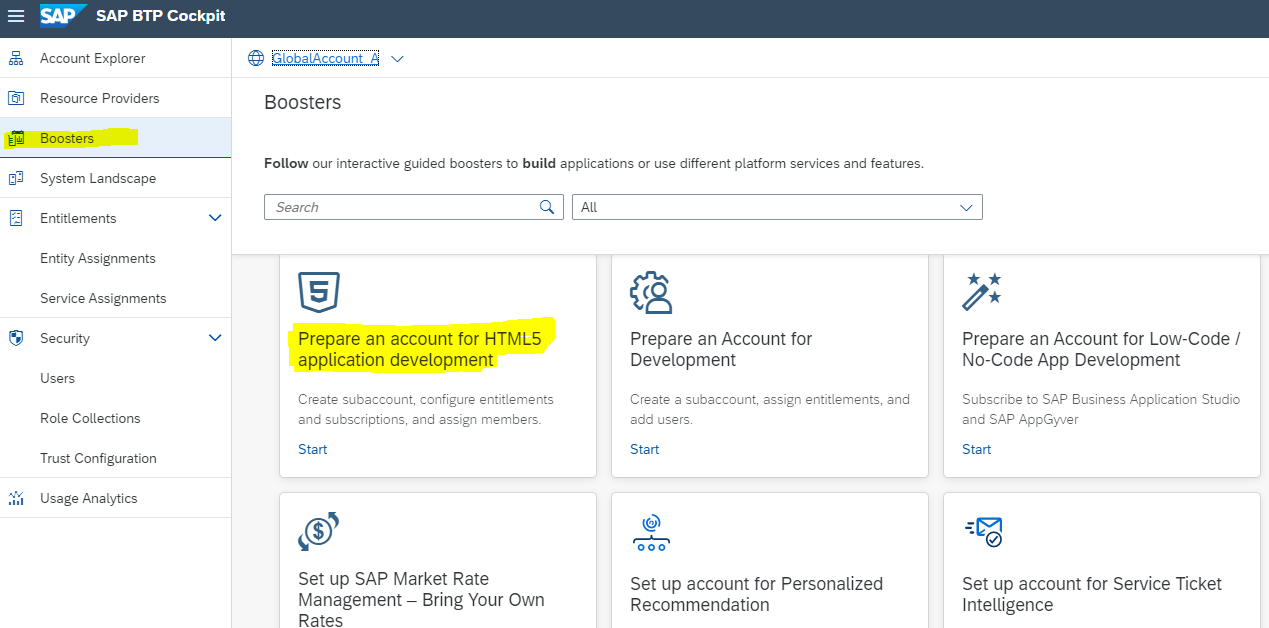 SAP SAP BTP Cockpit
Account Explorer
Resource Providers
Boosters
System Landscape
Entitlements
Entity Assignments
Service Assignments
Security
Users
Role Collections
Trust Configuration
Usage Analytics
GlobalAccount_A
Boosters
Follow our interactive guided boosters to build applications or use different platform services and features.
Search
All
5
Prepare an account for HTML5
application development
Create subaccount, configure entitlements
and subscriptions, and assign members.
Start
Prepare an Account for
Development
Create a subaccount, assign entitlements, and
add users.
Start
Prepare an Account for Low-Code /
No-Code App Development
Subscribe to SAP Business Application Studio
and SAP AppGyver
Start
$
Set up SAP Market Rate
Management – Bring Your Own
Rates
Set up account for Personalized
Recommendation
Set up account for Service Ticket
Intelligence